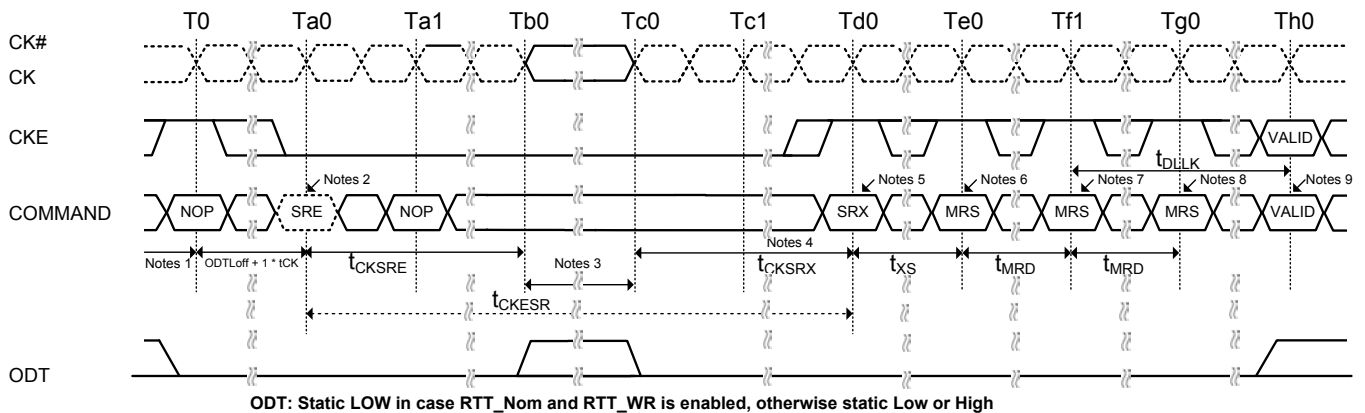 T0 Ta0 Ta1 Tb0 Tc0 Tc1 Td0 Te0 Tf1 Tg0 Th0
CK#
CK
CKE
VALID
tDLLK
Notes 2 Notes 5 Notes 6 Notes 7 Notes 8 Notes 9
COMMAND
NOP SRE NOP SRX MRS MRS MRS VALID
Notes 1 ODTLoff + 1 * tCK tCKSRE Notes 3 Notes 4 tCKSRX tXS tMRD tMRD
tCKESR
ODT
ODT: Static LOW in case RTT_Nom and RTT_WR is enabled, otherwise static Low or High